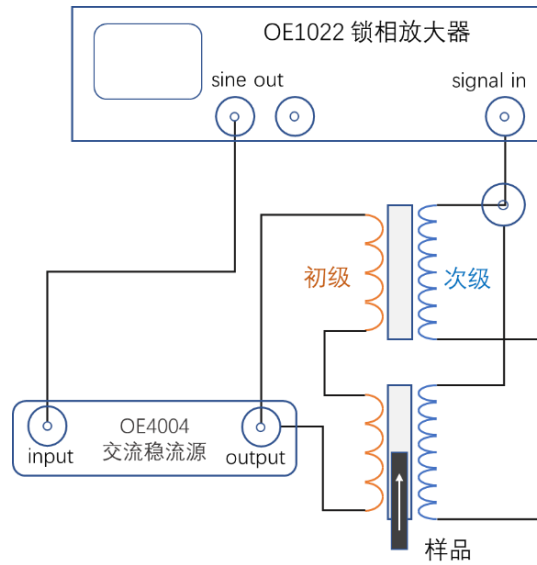 OE1022 锁相放大器
sine out
signal in
初级
次级
OE4004
交流稳流源
input
output
样品